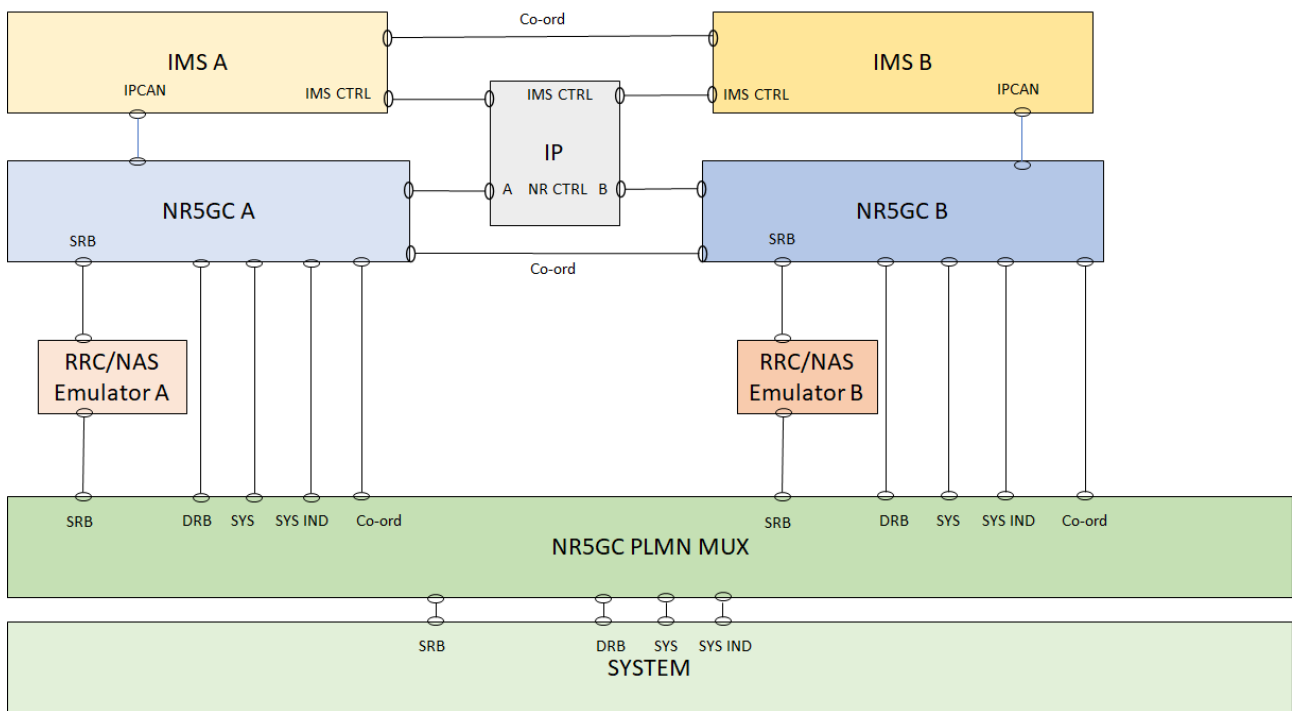 Co-ord
IMS A
IMS B
IPCAN
IMS CTRL
IMS CTRL
IMS CTRL
IPCAN
IP
A NR CTRL B
NR5GC A
NR5GC B
SRB
SRB
Co-ord
RRC/NAS
Emulator A
RRC/NAS
Emulator B
SRB
DRB
SYS
SYS IND
Co-ord
SRB
DRB
SYS
SYS IND
Co-ord
NR5GC PLMN MUX
SRB
DRB
SYS
SYS IND
SYSTEM